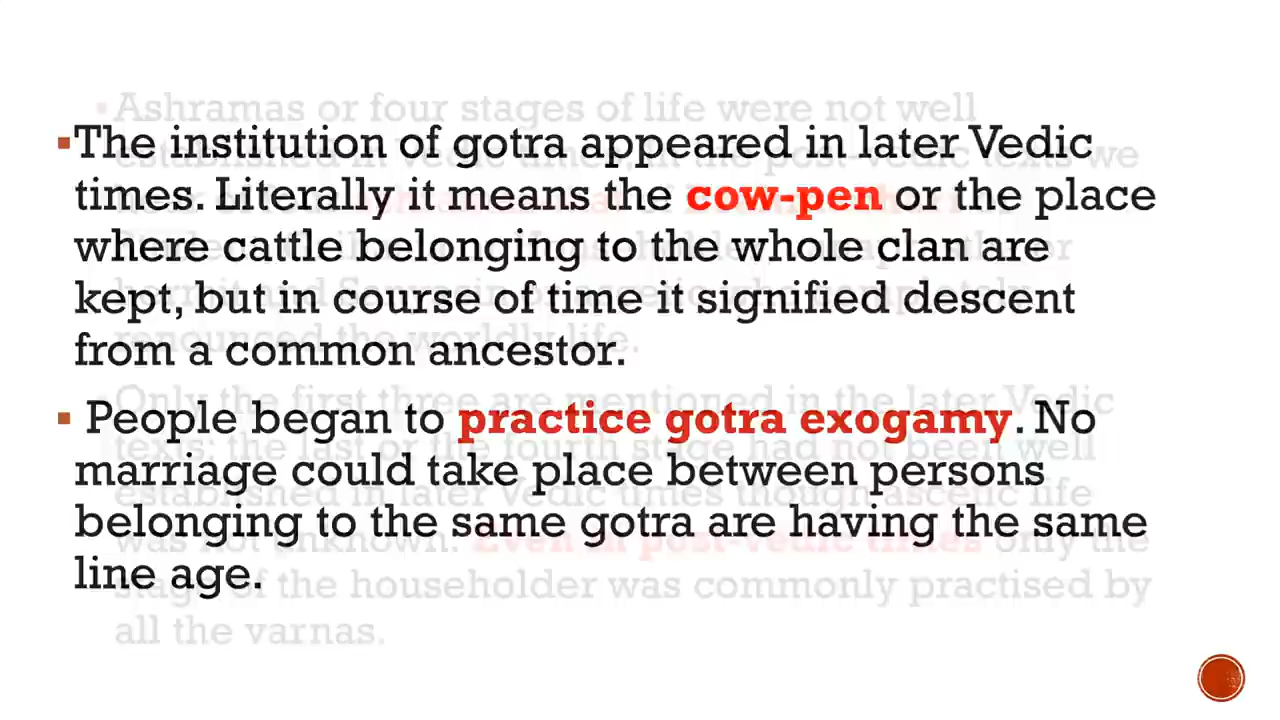 ▪The institution of gotra appeared in later Vedic
times. Literally it means the cow-pen or the place
where cattle belonging to the whole clan are
kept, but in course of time it signified descent
from a common ancestor.
▪ People began to practice gotra exogamy. No
marriage could take place between persons
belonging to the same gotra are having the same
line age.
▪ Ashramas or four stages of life were not well
established in Vedic times, in the post-vedic texts we
renounced the worldly life.
Only the first three are mentioned in the later Vedic
texts; the last or the fourth stage had not been well
established in later Vedic times though ascetic life
was not unknown. Even in post-vedic times only the
stage of the householder was commonly practised by
all the varnas.